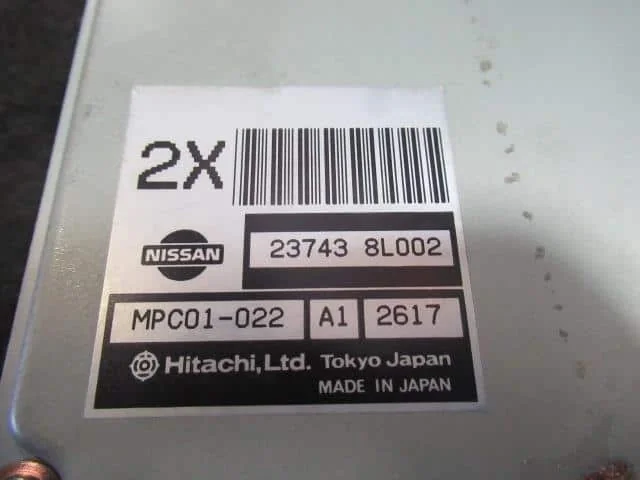 2X
NISSAN
23743 8L002
MPC01-022 A1 2617
Hitachi, Ltd. Tokyo Japan
MADE IN JAPAN